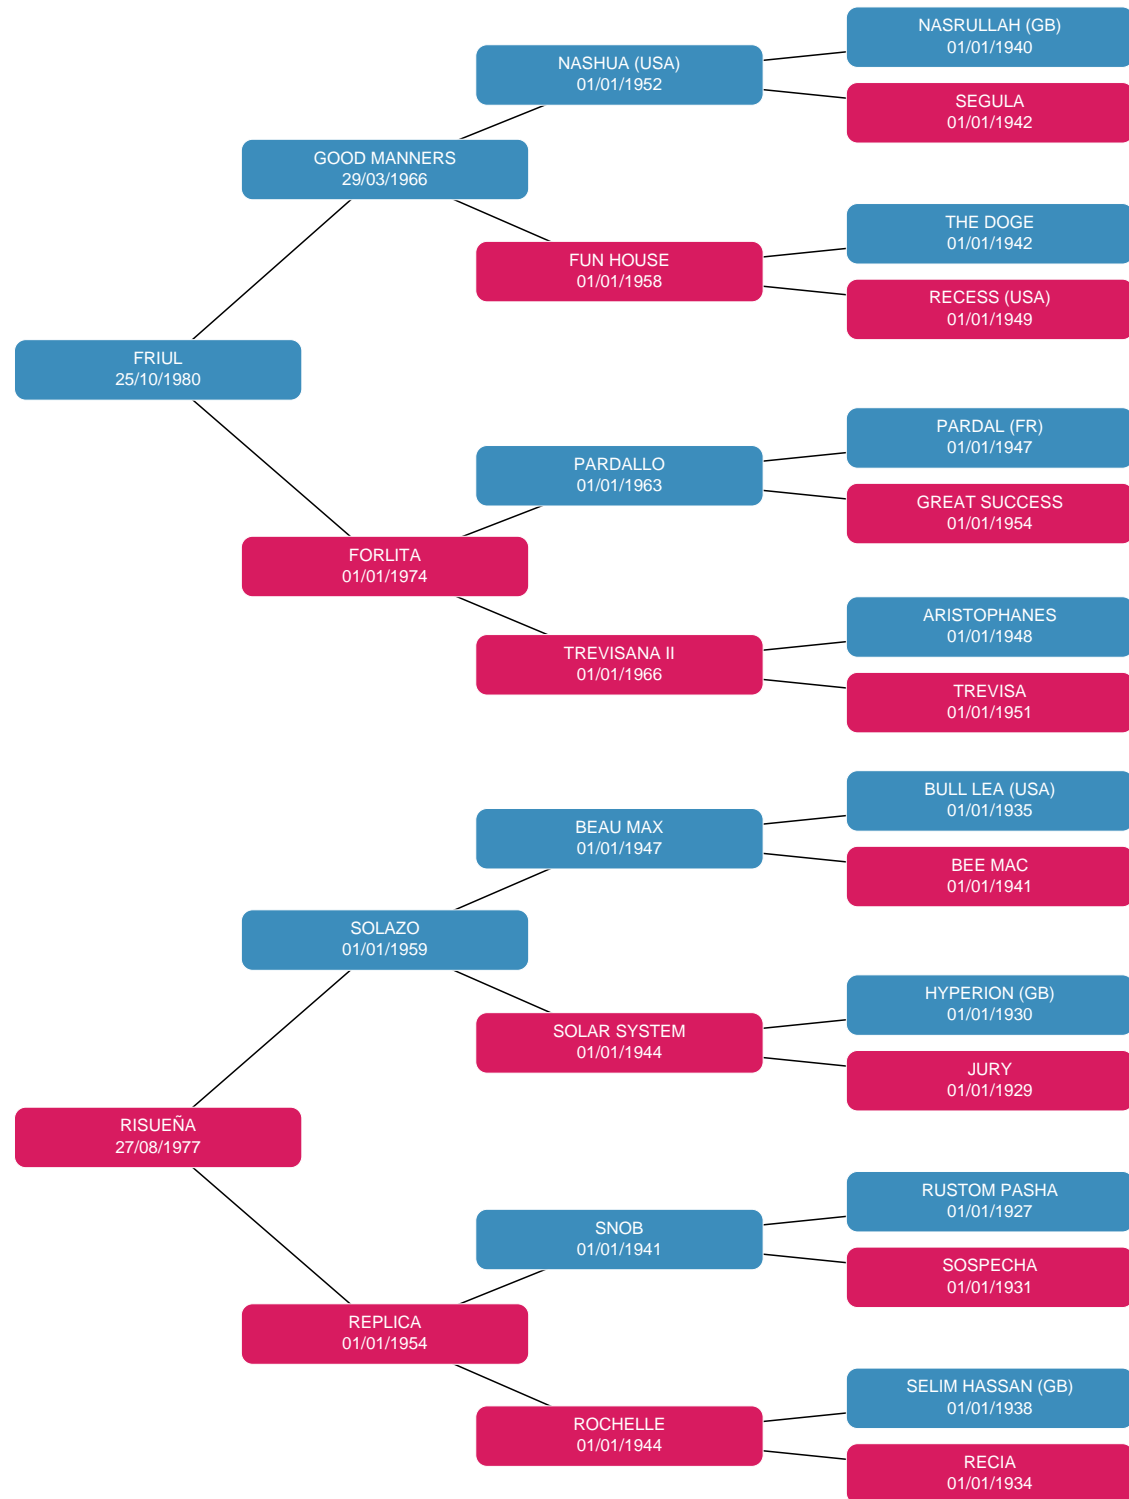 NASRULLAH (GB)
01/01/1940
NASHUA (USA)
01/01/1952
SEGULA
01/01/1942
GOOD MANNERS
29/03/1966
THE DOGE
01/01/1942
FUN HOUSE
01/01/1958
RECESS (USA)
01/01/1949
FRIUL
25/10/1980
PARDAL (FR)
01/01/1947
PARDALLO
01/01/1963
GREAT SUCCESS
01/01/1954
FORLITA
01/01/1974
ARISTOPHANES
01/01/1948
TREVISANA II
01/01/1966
TREVISA
01/01/1951
BULL LEA (USA)
01/01/1935
BEAU MAX
01/01/1947
BEE MAC
01/01/1941
SOLAZO
01/01/1959
HYPERION (GB)
01/01/1930
SOLAR SYSTEM
01/01/1944
JURY
01/01/1929
RISUEÑA
27/08/1977
RUSTOM PASHA
01/01/1927
SNOB
01/01/1941
SOSPECHA
01/01/1931
REPLICA
01/01/1954
SELIM HASSAN (GB)
01/01/1938
ROCHELLE
01/01/1944
RECIA
01/01/1934